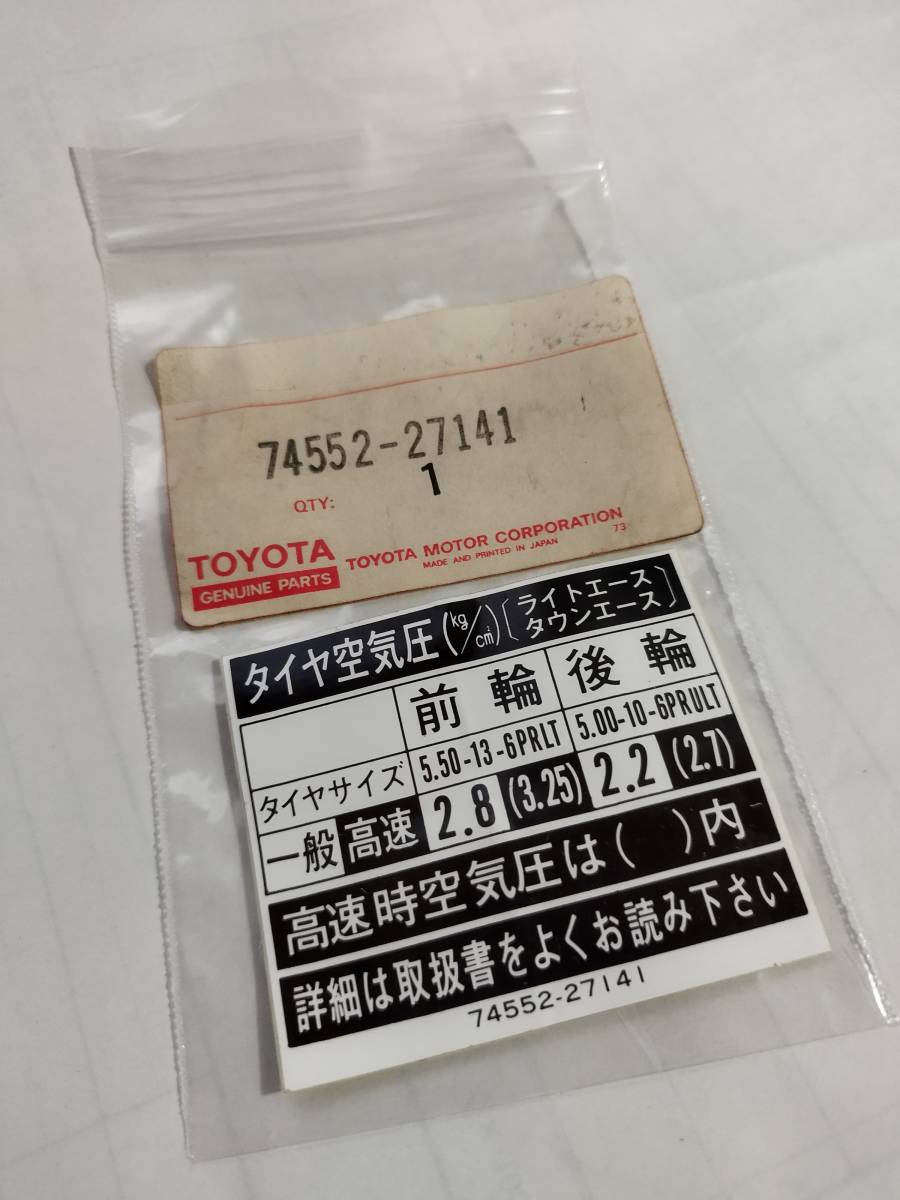 74552-27141
QTY: 1
TOYOTA
GENUINE PARTS
TOYOTA MOTOR CORPORATION
MADE AND PRINTED IN JAPAN 73
タイヤ空気圧(kg/cm²)〔ライトエース タウンエース〕
前輪 後輪
タイヤサイズ 5.50-13-6PRLT 5.00-10-6PRULT
一般 高速 2.8 (3.25) 2.2 (2.7)
高速時空気圧は( )内
詳細は取扱書をよくお読み下さい
74552-27141